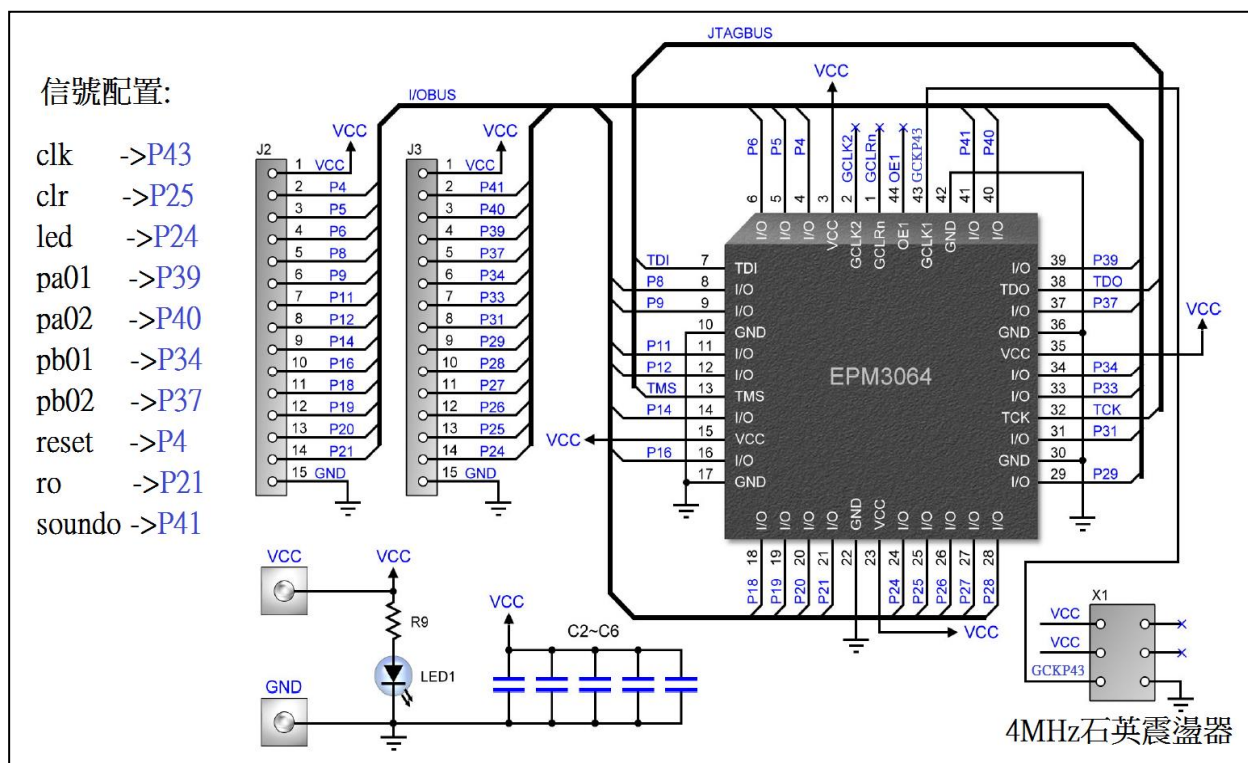 信號配置:
clk ->P43
clr ->P25
led ->P24
pa01 ->P39
pa02 ->P40
pb01 ->P34
pb02 ->P37
reset ->P4
ro ->P21
soundo ->P41
JTAGBUS
I/OBUS
VCC
J2
1 VCC
2 P4
3 P5
4 P6
5 P8
6 P9
7 P11
8 P12
9 P14
10 P16
11 P18
12 P19
13 P20
14 P21
15 GND
VCC
J3
1 VCC
2 P41
3 P40
4 P39
5 P37
6 P34
7 P33
8 P31
9 P29
10 P28
11 P27
12 P26
13 P25
14 P24
15 GND
VCC
P6 6 I/O
P5 5 I/O
P4 4 I/O
3 VCC
GCLK2 2 GCLK2
GCLRn 1 GCLRn
OE1 44 OE1
GCKP43 43 GCLK1
42 GND
P41 41 I/O
P40 40 I/O
TDI 7 TDI
P8 8 I/O
P9 9 I/O
10 GND
P11 11 I/O
P12 12 I/O
TMS 13 TMS
P14 14 I/O
VCC 15 VCC
P16 16 I/O
17 GND
EPM3064
I/O 39 P39
TDO 38 TDO
I/O 37 P37
GND 36
VCC 35 VCC
I/O 34 P34
I/O 33 P33
TCK 32 TCK
I/O 31 P31
GND 30
I/O 29 P29
I/O 18 P18
I/O 19 P19
I/O 20 P20
I/O 21 P21
GND 22
VCC 23 VCC
I/O 24 P24
I/O 25 P25
I/O 26 P26
I/O 27 P27
I/O 28 P28
VCC
VCC
R9
LED1
GND
VCC
C2~C6
X1
VCC
VCC
GCKP43
4MHz石英震盪器